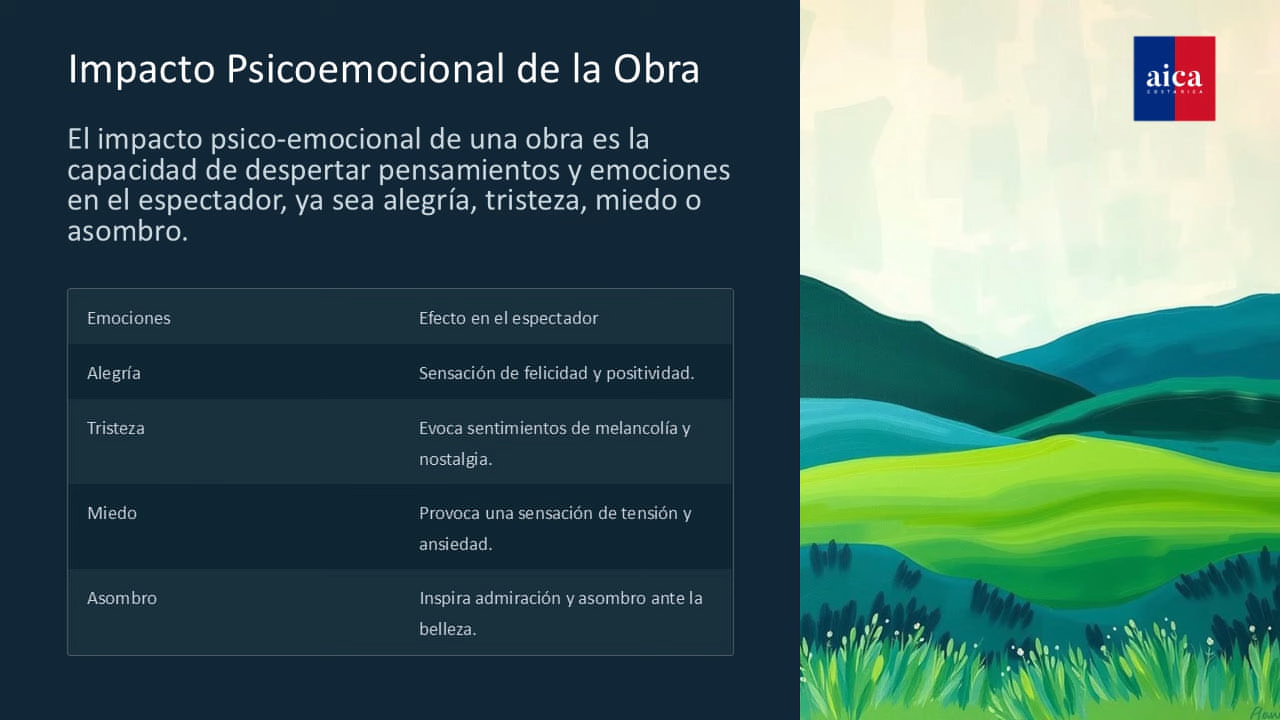 Impacto Psicoemocional de la Obra
El impacto psico-emocional de una obra es la
capacidad de despertar pensamientos y emociones
en el espectador, ya sea alegría, tristeza, miedo o
asombro.
Emociones
Efecto en el espectador
Alegría
Sensación de felicidad y positividad.
Tristeza
Evoca sentimientos de melancolía y
nostalgia.
Miedo
Provoca una sensación de tensión y
ansiedad.
Asombro
Inspira admiración y asombro ante la
belleza.
aica
COSTA RICA